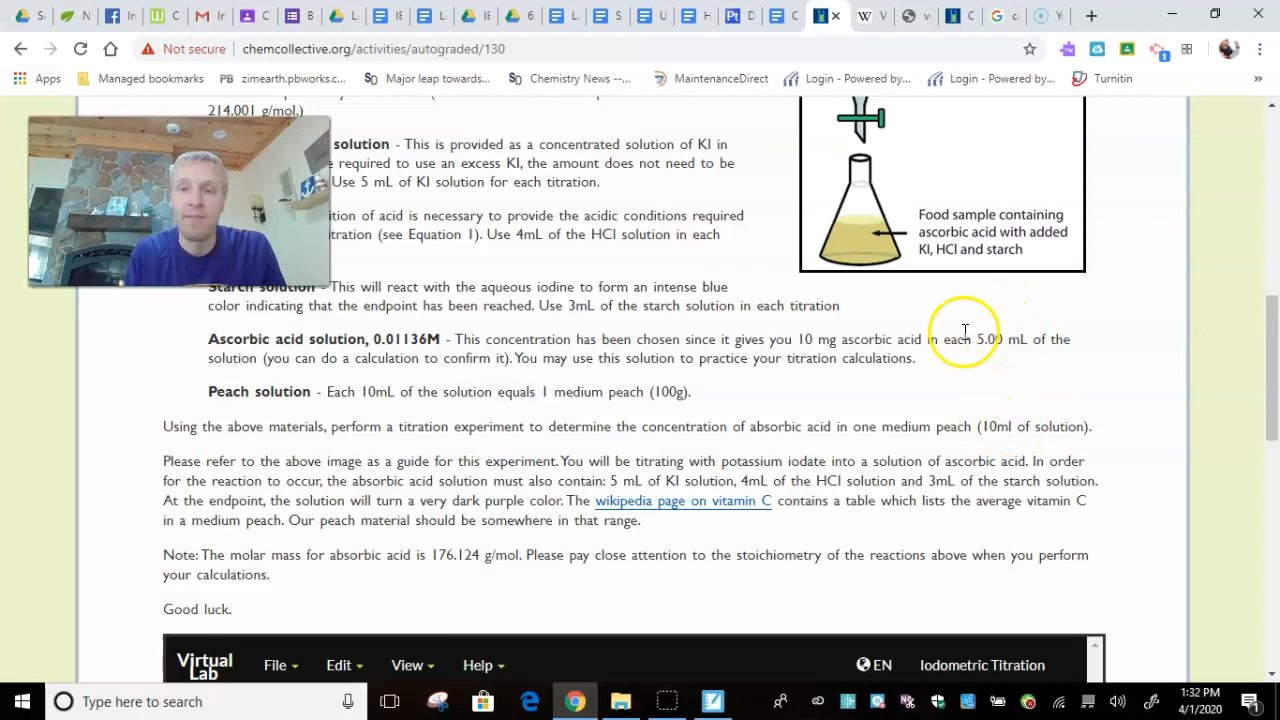 Not secure
chemcollective.org/activities/autograded/130
Apps
Managed bookmarks
PB zimearth.pbworks.c...
Major leap towards...
Chemistry News --...
MaintenanceDirect
Login - Powered by...
Login - Powered by...
Turnitin
214.001 g/mol.)
solution - This is provided as a concentrated solution of KI in
required to use an excess KI, the amount does not need to be
Use 5 mL of KI solution for each titration.
ition of acid is necessary to provide the acidic conditions required
tration (see Equation 1). Use 4mL of the HCl solution in each
Starch solution - This will react with the aqueous iodine to form an intense blue
color indicating that the endpoint has been reached. Use 3mL of the starch solution in each titration
Food sample containing
ascorbic acid with added
KI, HCl and starch
Ascorbic acid solution, 0.01136M - This concentration has been chosen since it gives you 10 mg ascorbic acid in each 5.00 mL of the
solution (you can do a calculation to confirm it). You may use this solution to practice your titration calculations.
Peach solution - Each 10mL of the solution equals 1 medium peach (100g).
Using the above materials, perform a titration experiment to determine the concentration of absorbic acid in one medium peach (10ml of solution).
Please refer to the above image as a guide for this experiment. You will be titrating with potassium iodate into a solution of ascorbic acid. In order
for the reaction to occur, the absorbic acid solution must also contain: 5 mL of KI solution, 4mL of the HCl solution and 3mL of the starch solution.
At the endpoint, the solution will turn a very dark purple color. The wikipedia page on vitamin C contains a table which lists the average vitamin C
in a medium peach. Our peach material should be somewhere in that range.
Note: The molar mass for absorbic acid is 176.124 g/mol. Please pay close attention to the stoichiometry of the reactions above when you perform
your calculations.
Good luck.
Virtual
Lab
File
Edit
View
Help
EN
Iodometric Titration
Type here to search
1:32 PM
4/1/2020